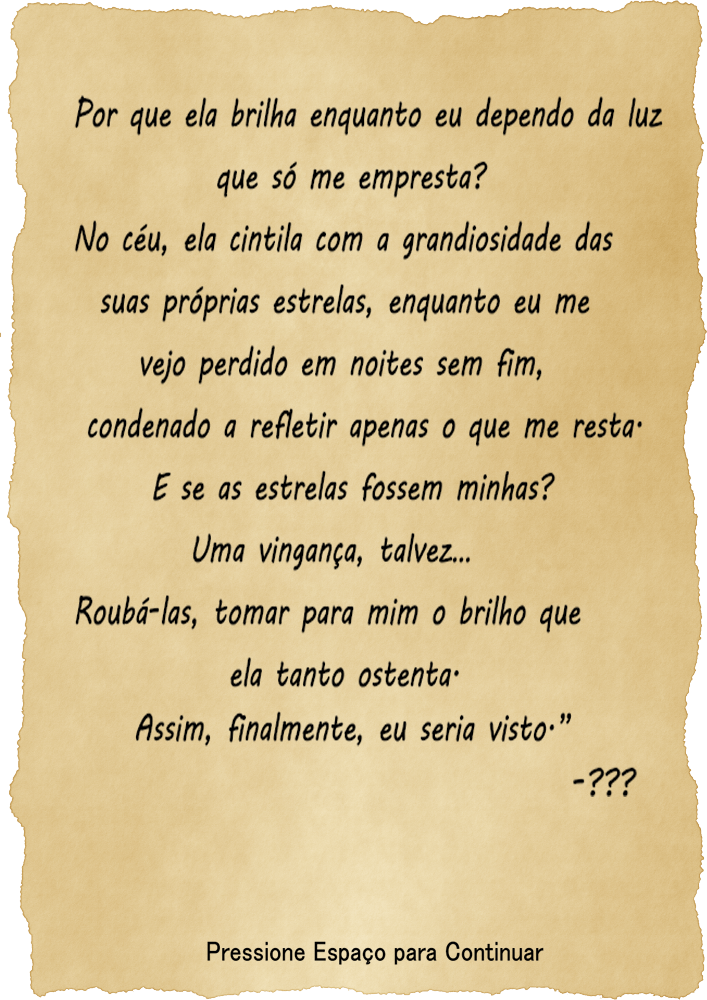 Por que ela brilha enquanto eu dependo da luz
que só me empresta?
No céu, ela cintila com a grandiosidade das
suas próprias estrelas, enquanto eu me
vejo perdido em noites sem fim,
condenado a refletir apenas o que me resta.
E se as estrelas fossem minhas?
Uma vingança, talvez...
Roubá-las, tomar para mim o brilho que
ela tanto ostenta.
Assim, finalmente, eu seria visto.”
-???
Pressione Espaço para Continuar